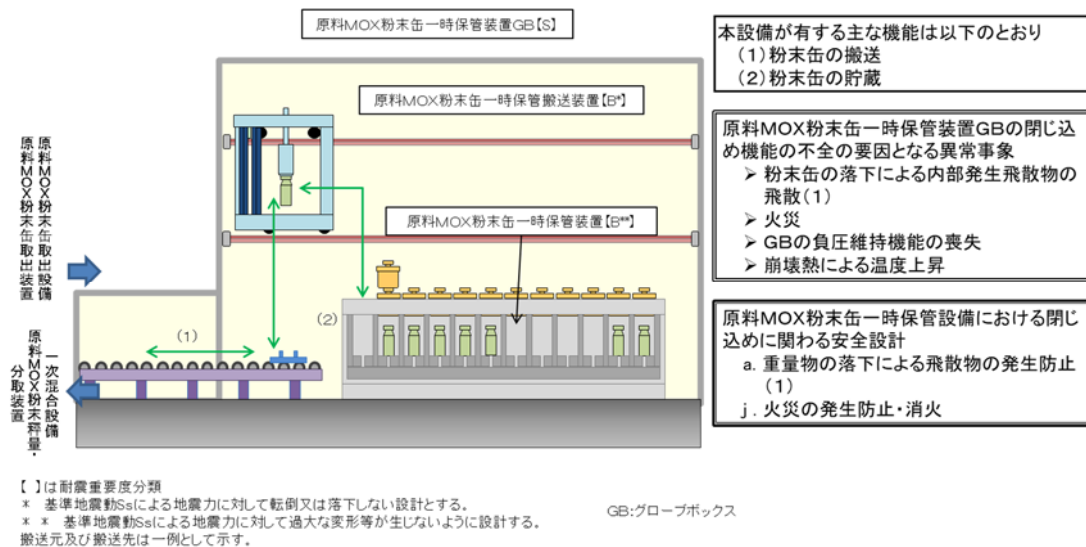 原料MOX粉末缶一時保管装置GB【S】
原料MOX粉末缶一時保管搬送装置【B*】
原料MOX粉末缶一時保管装置【B**】
原料MOX粉末缶取出設備
原料MOX粉末缶取出装置
(1)
(2)
一次混合設備
原料MOX粉末秤量・
分取装置
本設備が有する主な機能は以下のとおり
(1)粉末缶の搬送
(2)粉末缶の貯蔵
原料MOX粉末缶一時保管装置GBの閉じ込
め機能の不全の要因となる異常事象
➢ 粉末缶の落下による内部発生飛散物の
飛散(1)
➢ 火災
➢ GBの負圧維持機能の喪失
➢ 崩壊熱による温度上昇
原料MOX粉末缶一時保管設備における閉じ
込めに関わる安全設計
a. 重量物の落下による飛散物の発生防止
(1)
j. 火災の発生防止・消火
【 】は耐震重要度分類
* 基準地震動Ssによる地震力に対して転倒又は落下しない設計とする。
* * 基準地震動Ssによる地震力に対して過大な変形等が生じないように設計する。
搬送元及び搬送先は一例として示す。
GB:グローブボックス